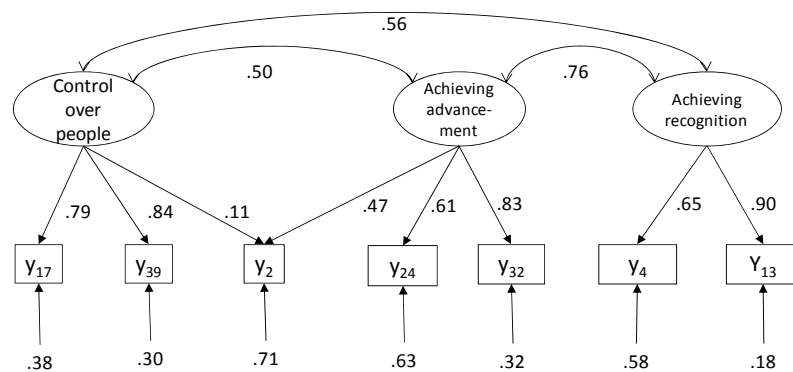 .56
.50
.76
Control
over
people
Achieving
advance-
ment
Achieving
recognition
.79
.84
.11
.47
.61
.83
.65
.90
y17
y39
y2
y24
y32
y4
Y13
.38
.30
.71
.63
.32
.58
.18